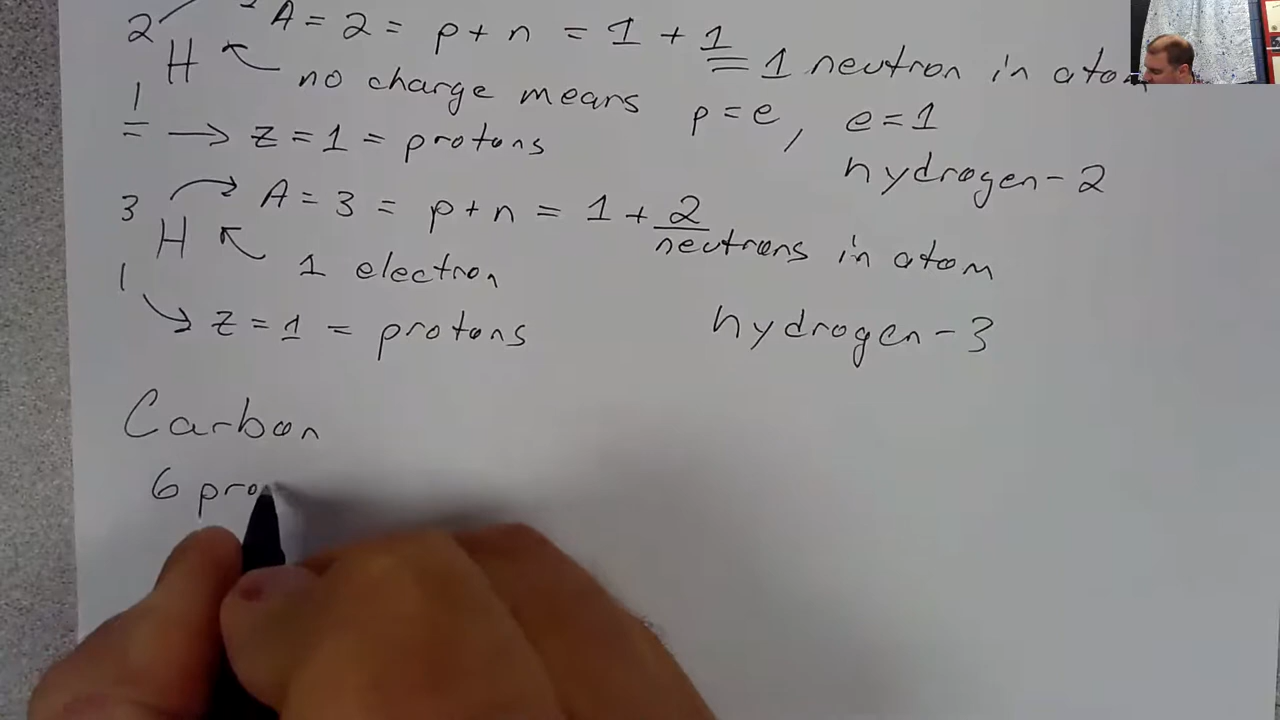 2 H A = 2 = p + n = 1 + 1 = 1 neutron in atom
no charge means p = e, e = 1
1 → z = 1 = protons
hydrogen - 2
3 H A = 3 = p + n = 1 + 2
neutrons in atom
1 electron
1 z = 1 = protons
hydrogen - 3
Carbon
6 pro